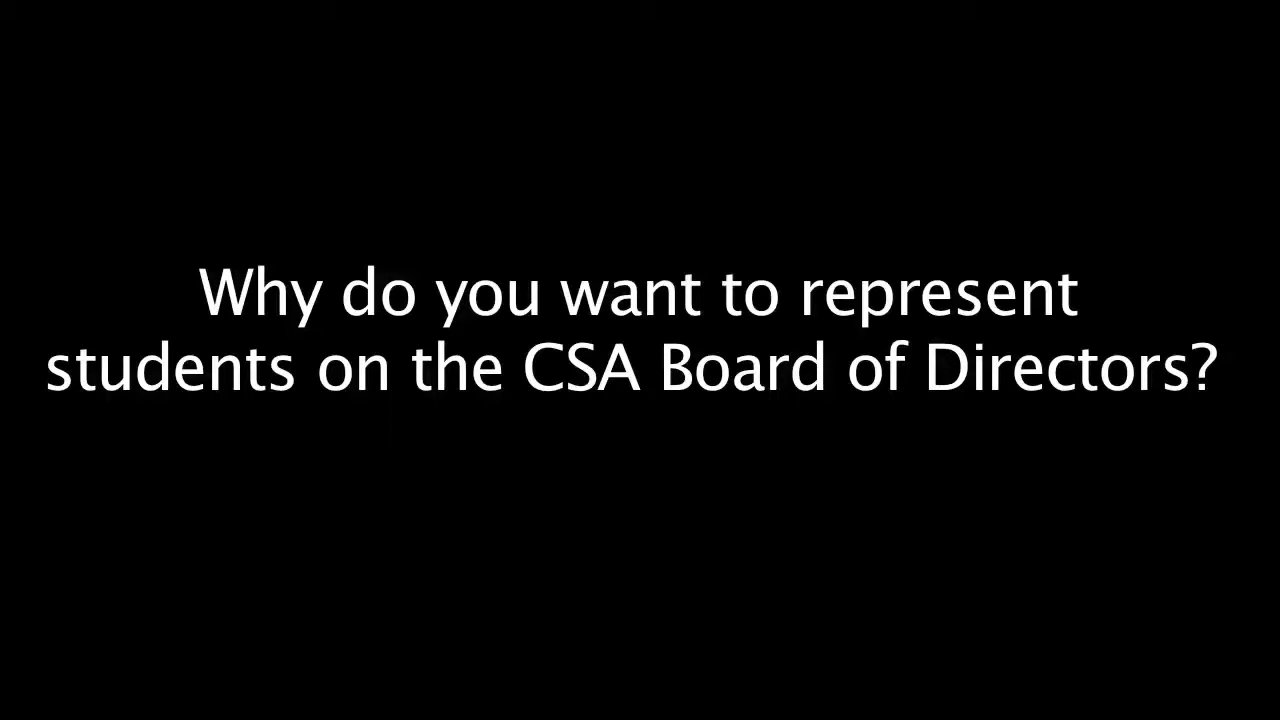 Why do you want to represent
students on the CSA Board of Directors?